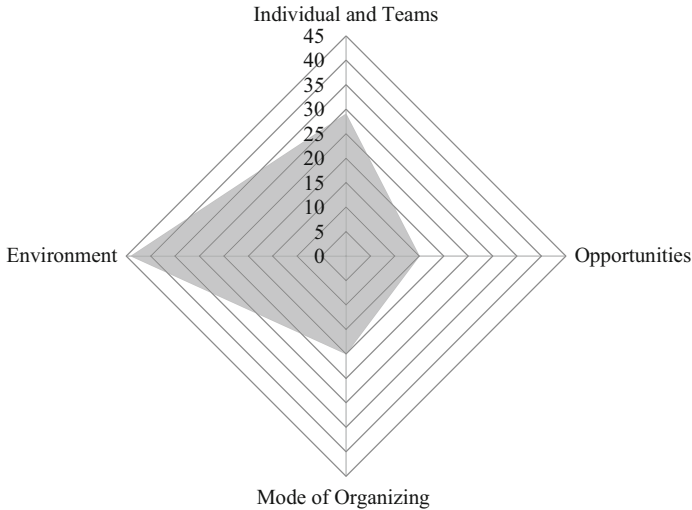 Individual and Teams
45
40
35
30
25
20
15
10
5
0
Environment
Opportunities
Mode of Organizing